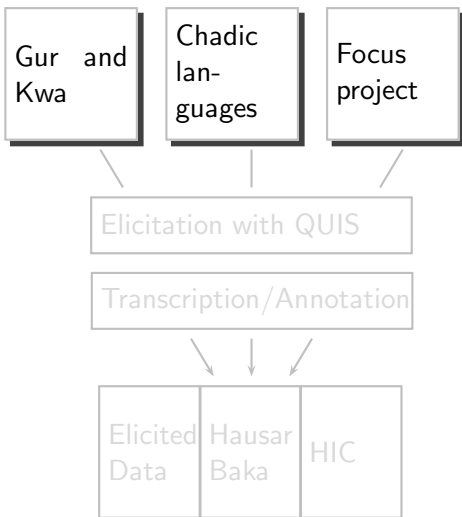 Gur and
Kwa
Chadic
lan-
guages
Focus
project
Elicitation with QUIS
Transcription/Annotation
Elicited
Data
Hausar
Baka
HIC